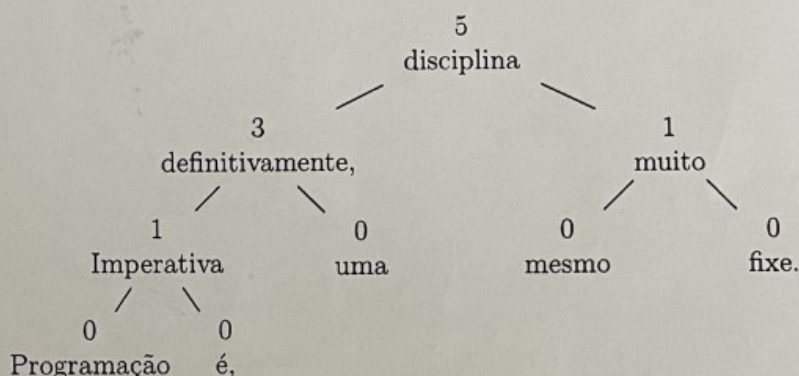 5
disciplina
3 1
definitivamente, muito
1 0 0 0
Imperativa uma mesmo fixe.
0 0
Programação é,